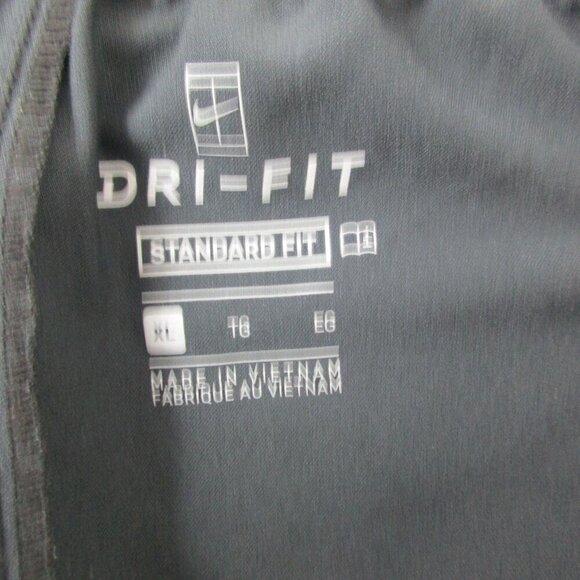 DRI-FIT
STANDARD FIT
XL TG EG
MADE IN VIETNAM
FABRIQUE AU VIETNAM